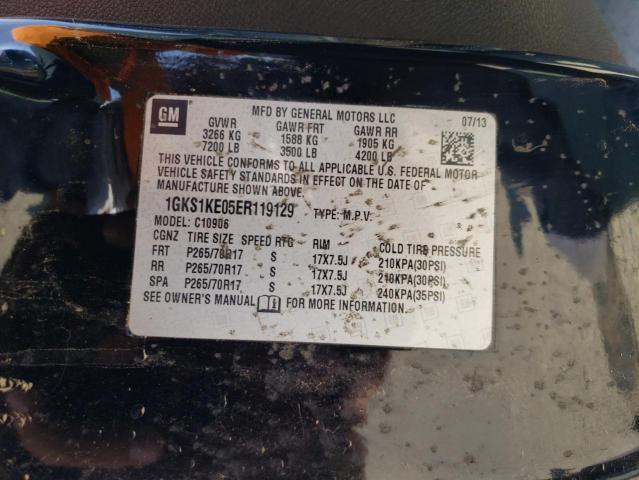 GM
MFD BY GENERAL MOTORS LLC
07/13
GVWR GAWR FRT GAWR RR
3266 KG 1588 KG 1905 KG
7200 LB 3500 LB 4200 LB
THIS VEHICLE CONFORMS TO ALL APPLICABLE U.S. FEDERAL MOTOR
VEHICLE SAFETY STANDARDS IN EFFECT ON THE DATE OF
MANUFACTURE SHOWN ABOVE.
1GKS1KE05ER119129 TYPE: M.P.V.
MODEL: C10906
CGNZ TIRE SIZE SPEED RTG RIM COLD TIRE PRESSURE
FRT P265/70R17 S 17X7.5J 210KPA(30PSI)
RR P265/70R17 S 17X7.5J 210KPA(30PSI)
SPA P265/70R17 S 17X7.5J 240KPA(35PSI)
SEE OWNER'S MANUAL FOR MORE INFORMATION.